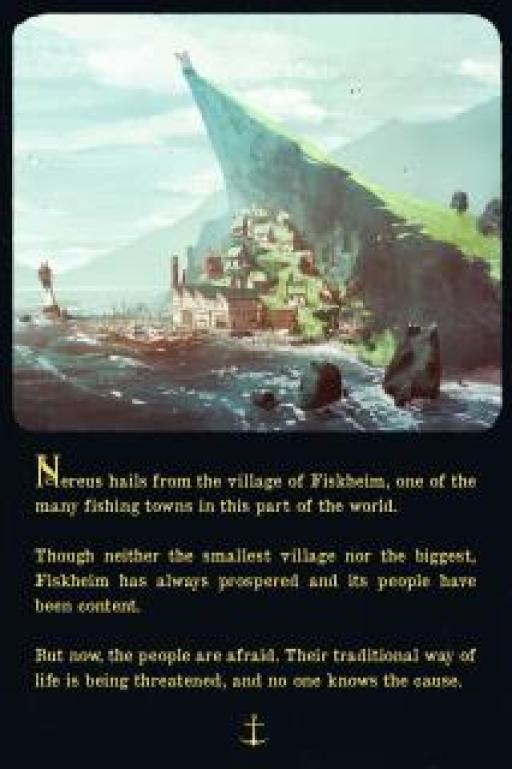 Nereus hails from the village of Fiskheim, one of the
many fishing towns in this part of the world.
Though neither the smallest village nor the biggest,
Fiskheim has always prospered and its people have
been content.
But now, the people are afraid. Their traditional way of
life is being threatened, and no one knows the cause.